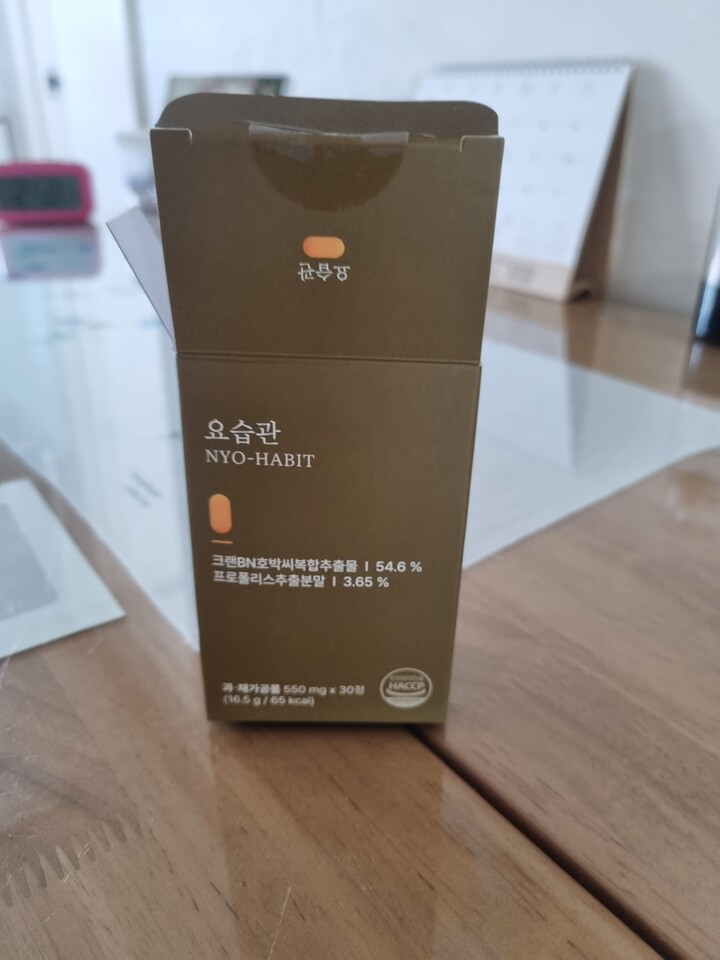 요습관
요습관
NYO-HABIT
크랜BN호박씨복합추출물 I 54.6 %
프로폴리스추출분말 I 3.65 %
과·채가공품 550 mg x 30정
(16.5 g / 65 kcal)
HACCP